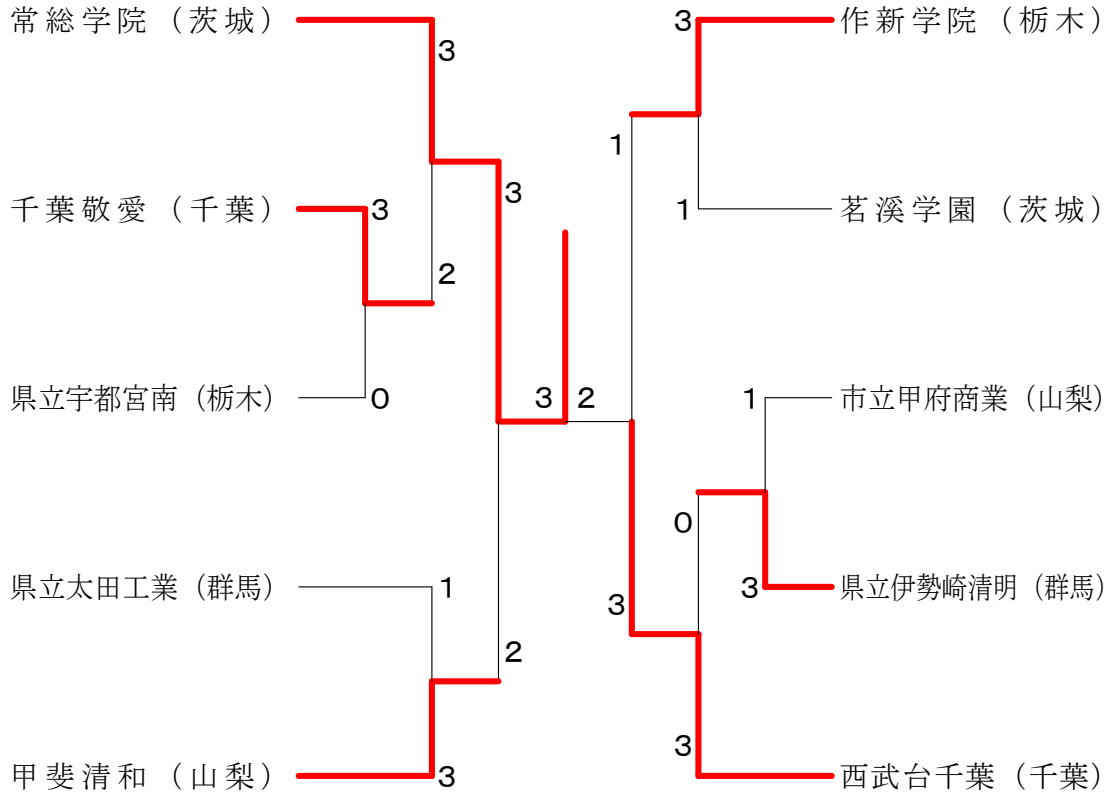 常総学院（茨城）
3
3
作新学院（栃木）
1
3
千葉敬愛（千葉）
3
1
茗溪学園（茨城）
2
県立宇都宮南（栃木）
0
3
2
1
市立甲府商業（山梨）
0
県立太田工業（群馬）
1
3
3
県立伊勢崎清明（群馬）
2
3
甲斐清和（山梨）
3
西武台千葉（千葉）